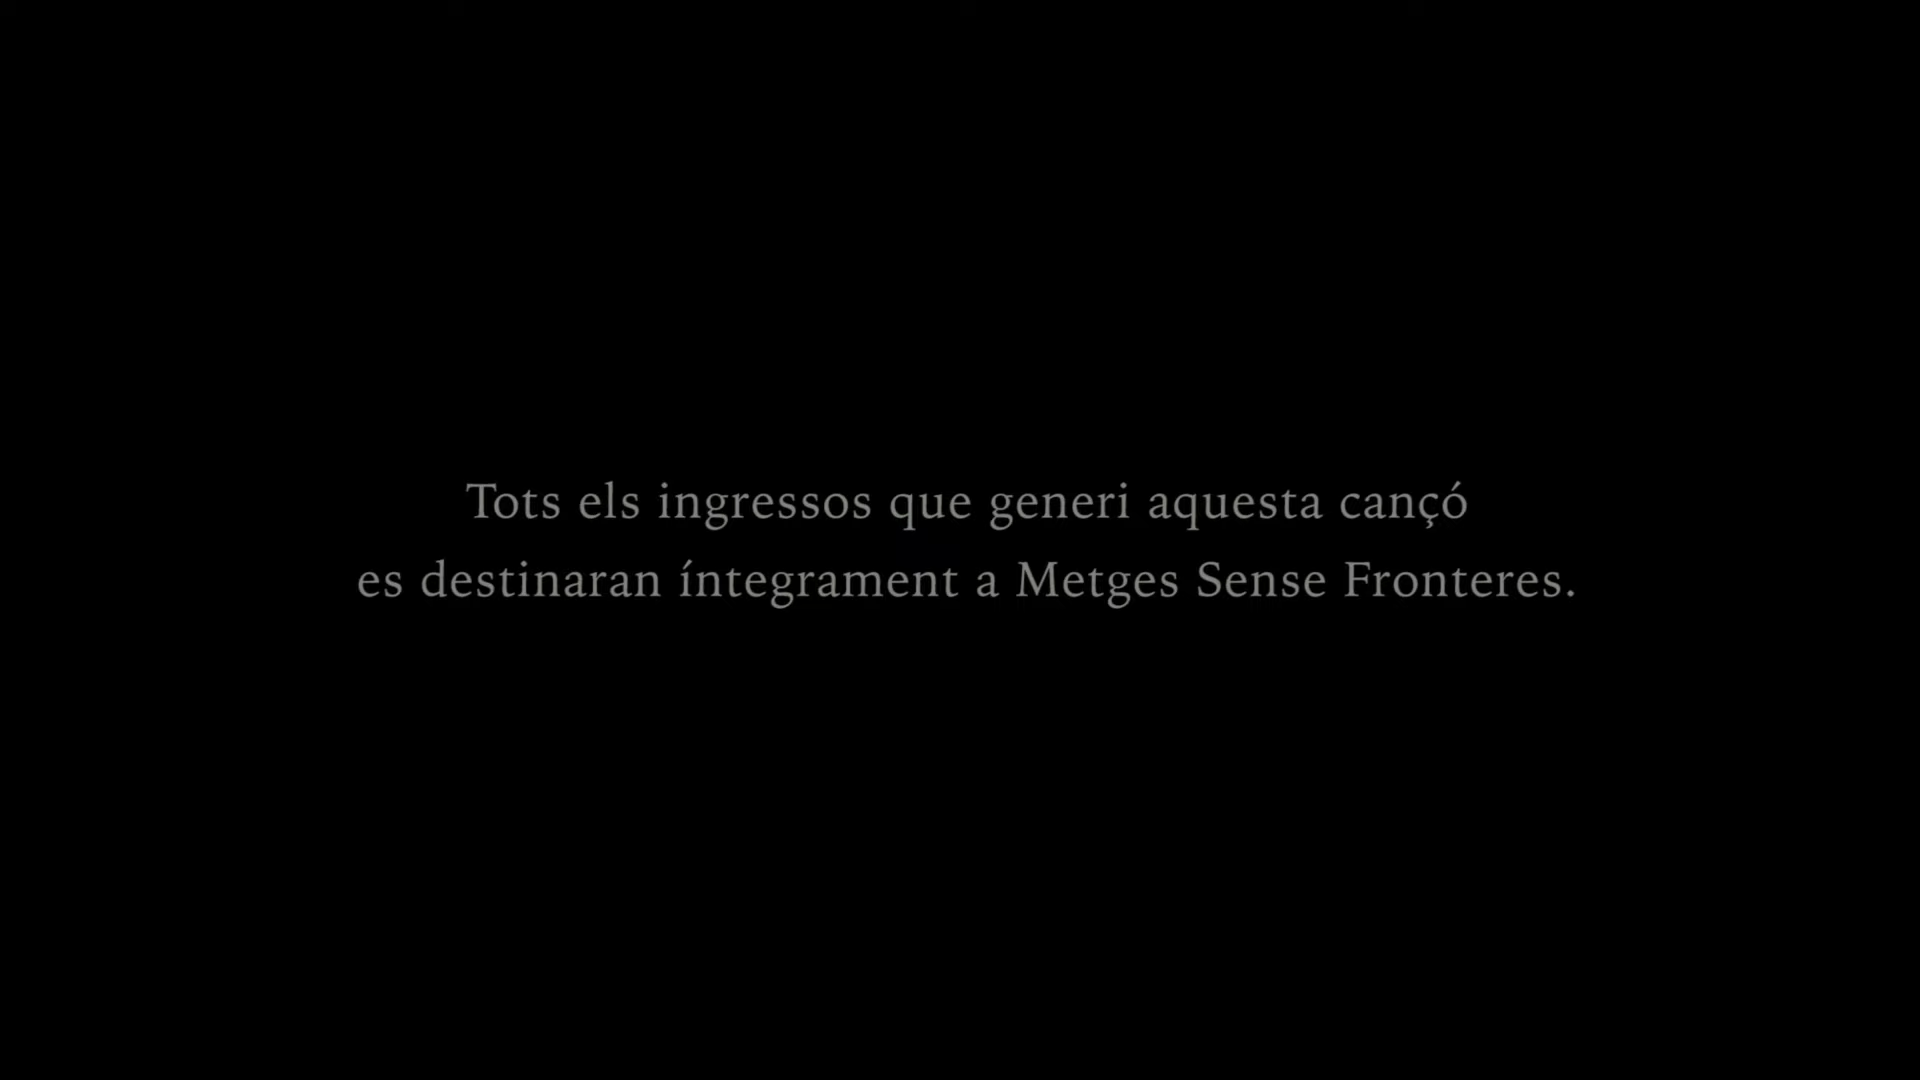 Tots els ingressos que generi aquesta cançó
es destinaran íntegrament a Metges Sense Fronteres.